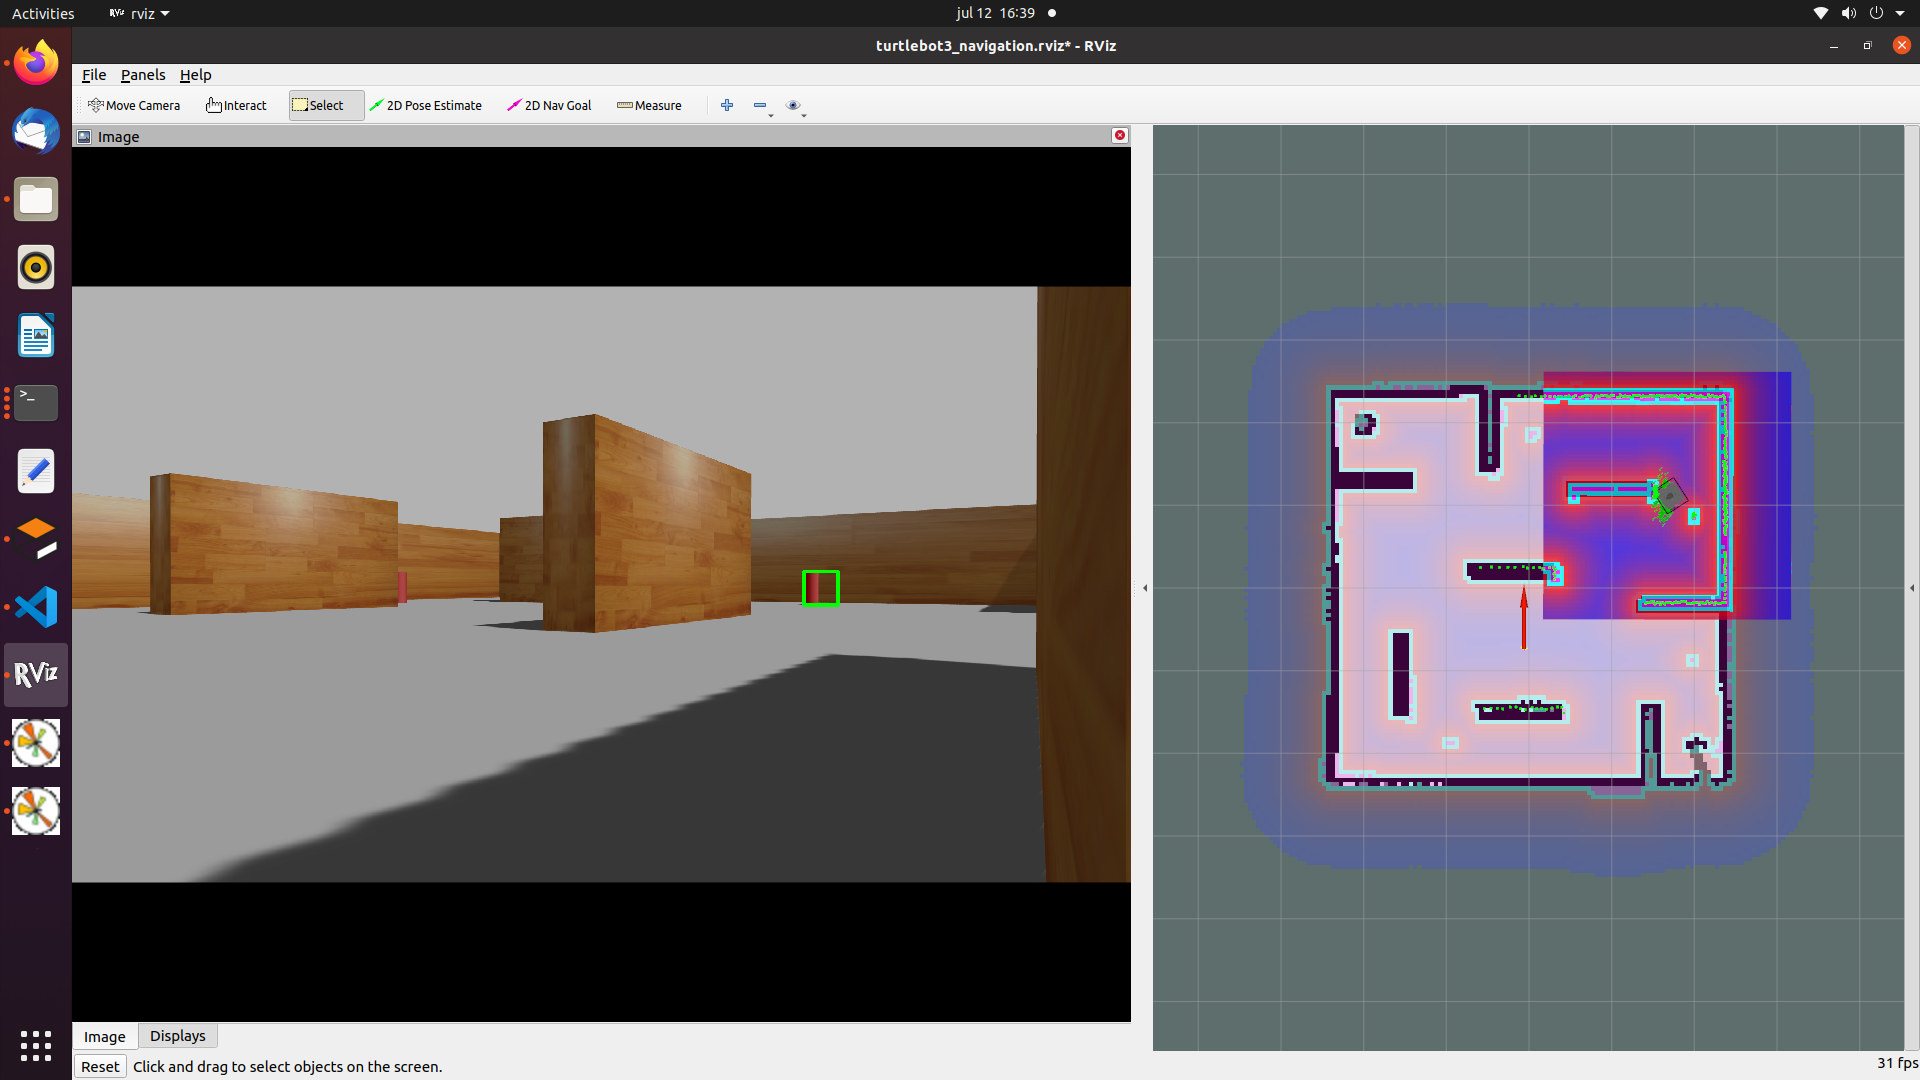 Activities RViz rviz jul 12 16:39
turtlebot3_navigation.rviz* - RViz
File Panels Help
Move Camera Interact Select 2D Pose Estimate 2D Nav Goal Measure
Image
>_
RViz
Image Displays
Reset Click and drag to select objects on the screen. 31 fps